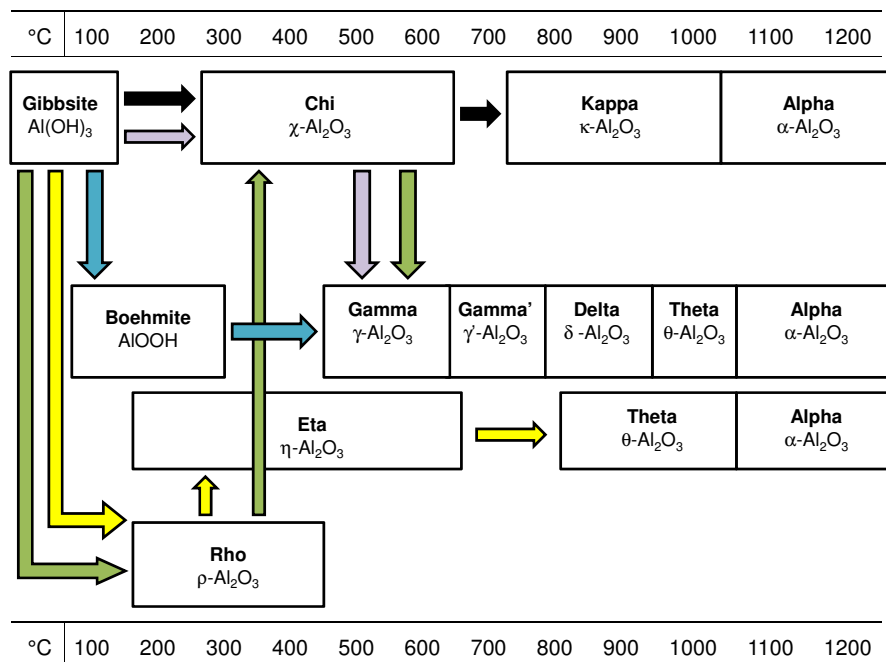 °C 100 200 300 400 500 600 700 800 900 1000 1100 1200
Gibbsite
Al(OH)₃
Chi
χ-Al₂O₃
Kappa
κ-Al₂O₃
Alpha
α-Al₂O₃
Boehmite
AlOOH
Gamma
γ-Al₂O₃
Gamma'
γ'-Al₂O₃
Delta
δ -Al₂O₃
Theta
θ-Al₂O₃
Alpha
α-Al₂O₃
Eta
η-Al₂O₃
Theta
θ-Al₂O₃
Alpha
α-Al₂O₃
Rho
ρ-Al₂O₃
°C 100 200 300 400 500 600 700 800 900 1000 1100 1200